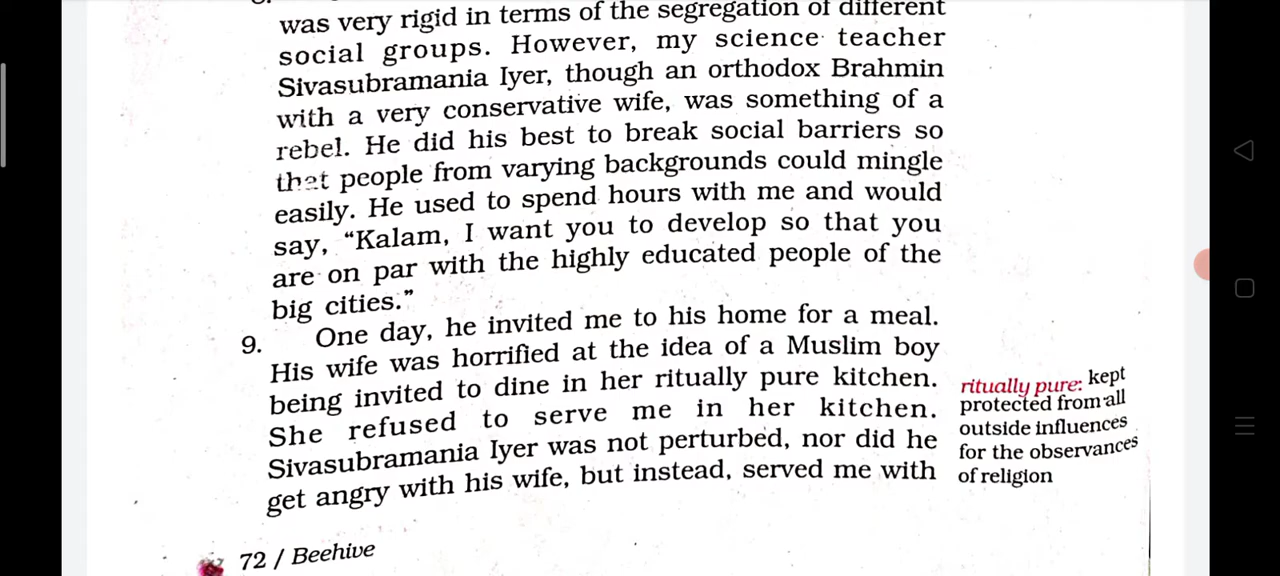 was very rigid in terms of the segregation of different
social groups. However, my science teacher
Sivasubramania Iyer, though an orthodox Brahmin
with a very conservative wife, was something of a
rebel. He did his best to break social barriers so
that people from varying backgrounds could mingle
easily. He used to spend hours with me and would
say, “Kalam, I want you to develop so that you
are on par with the highly educated people of the
big cities.”
9. One day, he invited me to his home for a meal.
His wife was horrified at the idea of a Muslim boy
being invited to dine in her ritually pure kitchen.
She refused to serve me in her kitchen.
Sivasubramania Iyer was not perturbed, nor did he
get angry with his wife, but instead, served me with
ritually pure: kept
protected from all
outside influences
for the observances
of religion
72 / Beehive